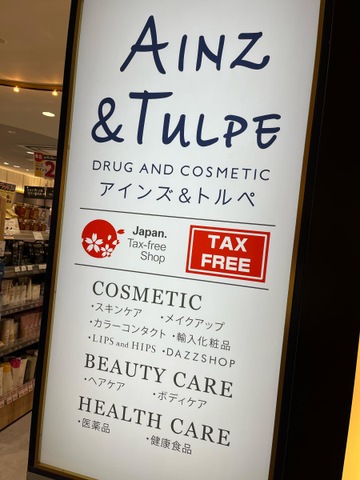 AINZ
& TULPE
DRUG AND COSMETIC
アインズ&トルペ
Japan.
Tax-free
Shop
TAX
FREE
COSMETIC
・スキンケア ・メイクアップ
・カラーコンタクト ・輸入化粧品
・LIPS and HIPS ・DAZZSHOP
BEAUTY CARE
・ヘアケア ・ボディケア
HEALTH CARE
・医薬品 ・健康食品